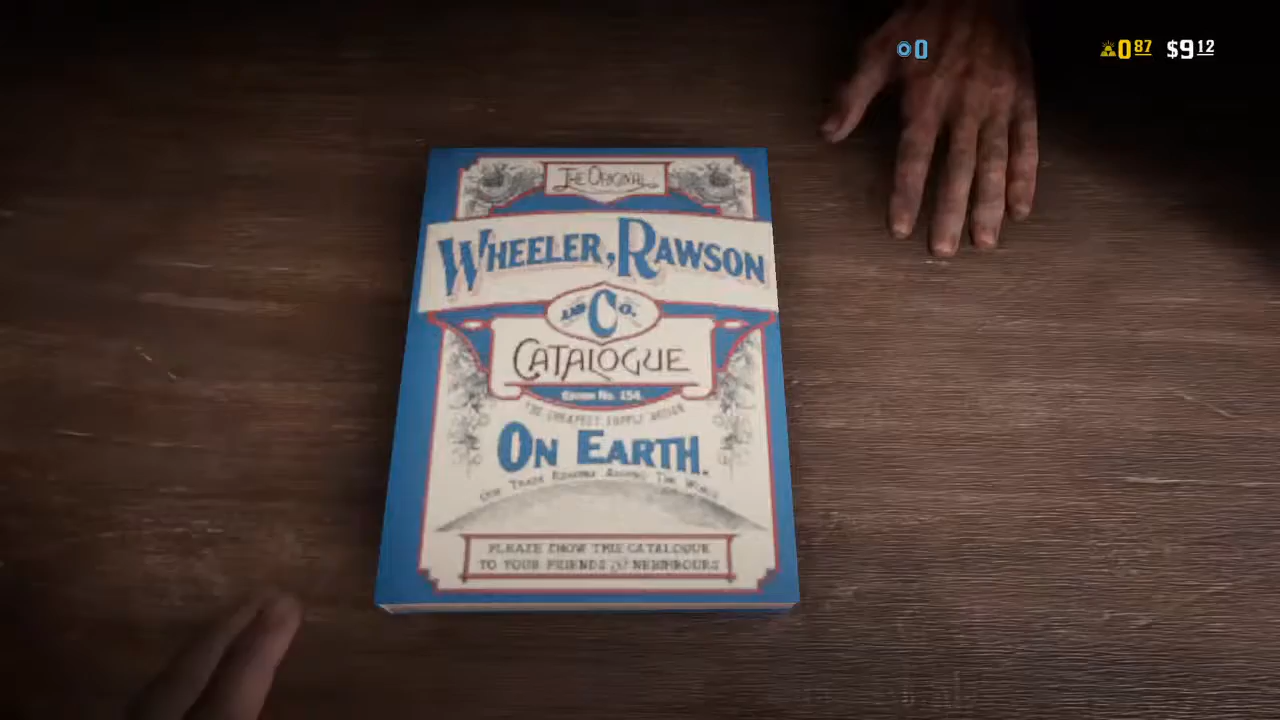 0
0 87 $9 12
THE ORIGINAL
WHEELER, RAWSON
AND CO.
CATALOGUE
EDITION No. 154.
THE CHEAPEST SUPPLY HOUSE
ON EARTH.
OUR TRADE REACHES AROUND THE WORLD
PLEASE SHOW THIS CATALOGUE
TO YOUR FRIENDS & NEIGHBOURS